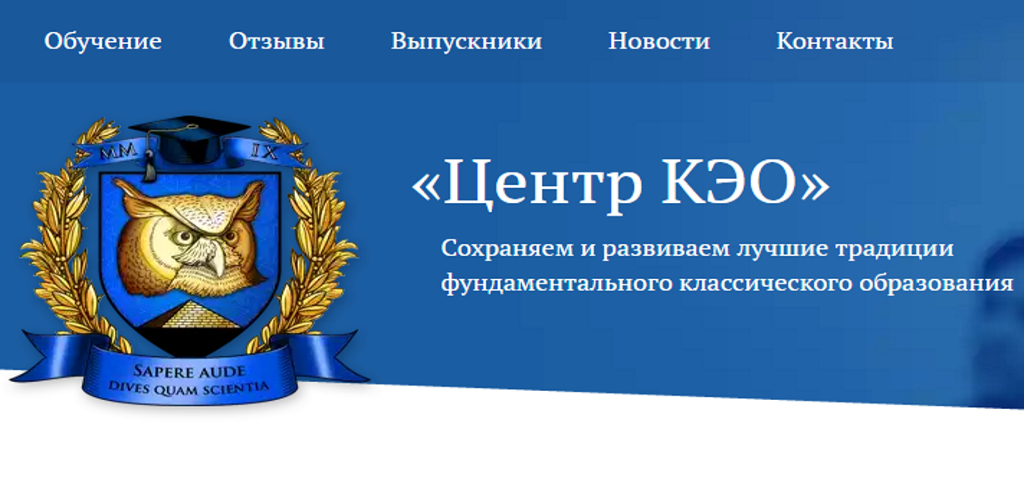 Обучение Отзывы Выпускники Новости Контакты
MM IX
«Центр КЭО»
Сохраняем и развиваем лучшие традиции
фундаментального классического образования
SAPERE AUDE
DIVES QUAM SCIENTIA